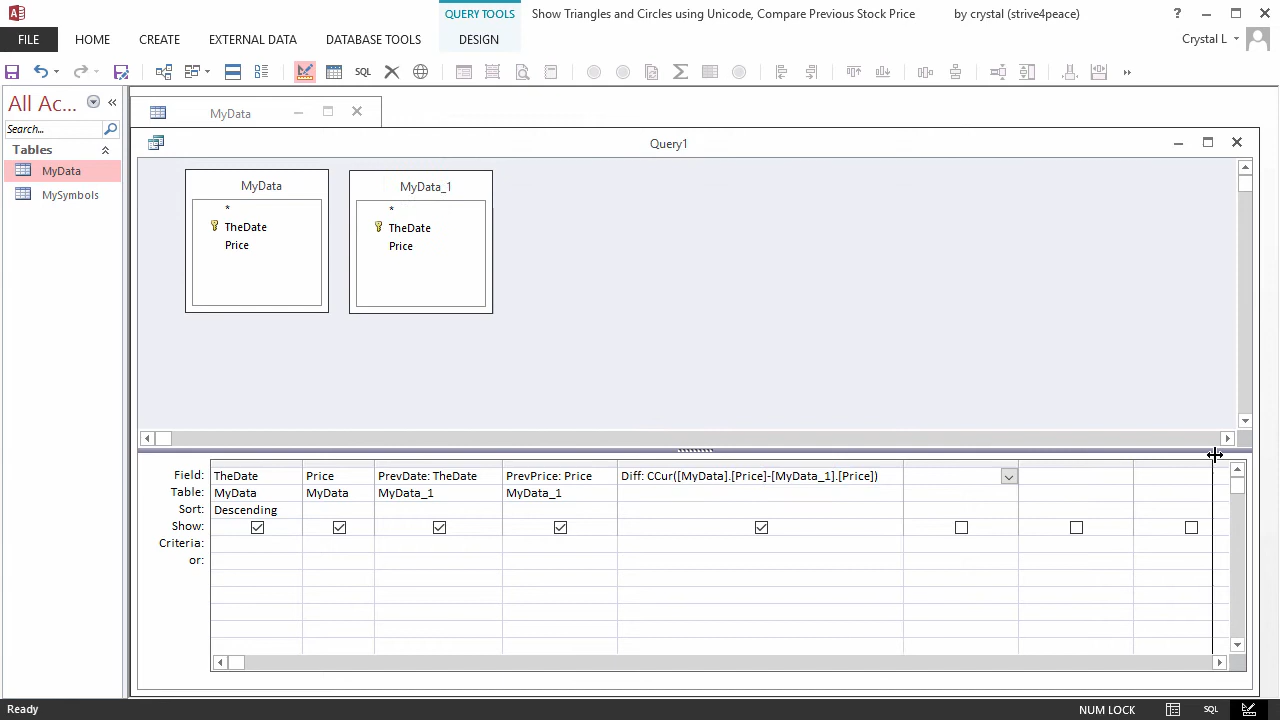 QUERY TOOLS
Show Triangles and Circles using Unicode, Compare Previous Stock Price by crystal (strive4peace)
?
FILE HOME CREATE EXTERNAL DATA DATABASE TOOLS DESIGN Crystal L
SQL
All Ac...
MyData
Search...
Query1
Tables
MyData
MySymbols
MyData MyData_1
* *
TheDate TheDate
Price Price
Field: TheDate Price PrevDate: TheDate PrevPrice: Price Diff: CCur([MyData].[Price]-[MyData_1].[Price])
Table: MyData MyData MyData_1 MyData_1
Sort: Descending
Show:
Criteria:
or:
Ready NUM LOCK SQL